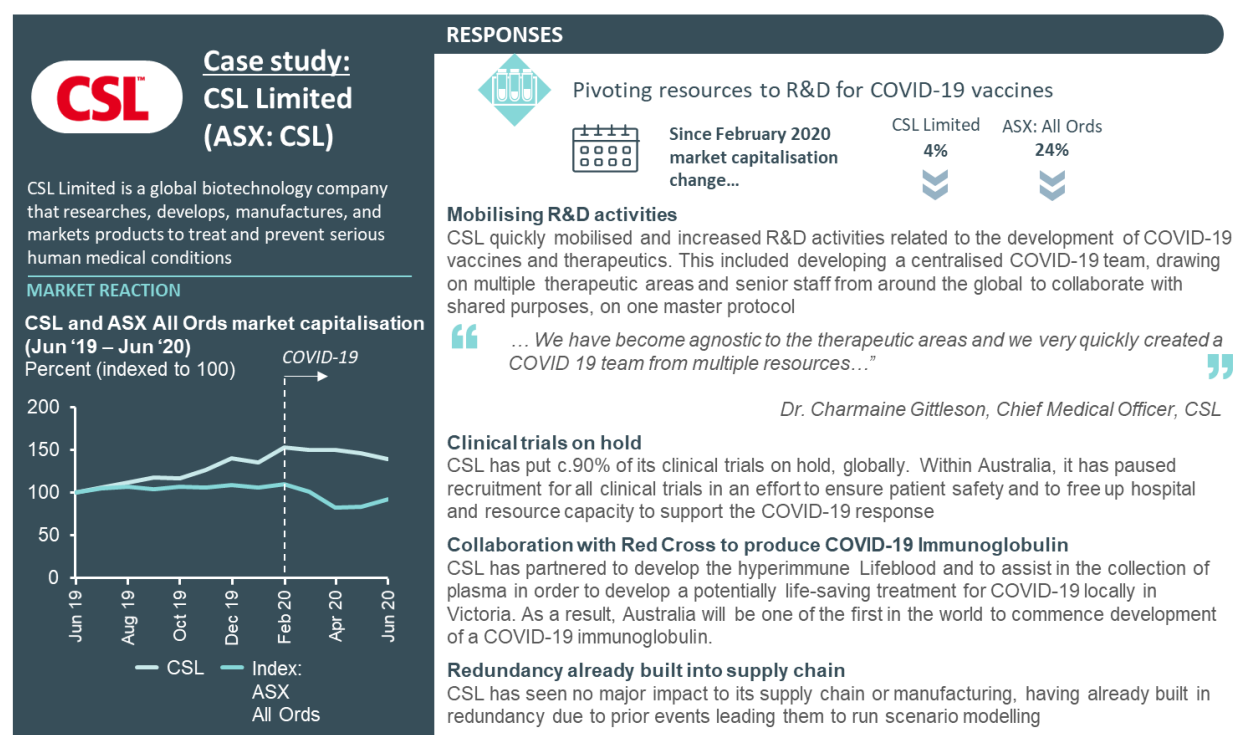 CSL™
Case study:
CSL Limited
(ASX: CSL)
CSL Limited is a global biotechnology company
that researches, develops, manufactures, and
markets products to treat and prevent serious
human medical conditions
MARKET REACTION
CSL and ASX All Ords market capitalisation
(Jun ‘19 – Jun ‘20)
Percent (indexed to 100)
COVID-19
200
150
100
50
0
Jun 19
Aug 19
Oct 19
Dec 19
Feb 20
Apr 20
Jun 20
CSL
Index:
ASX
All Ords
RESPONSES
Pivoting resources to R&D for COVID-19 vaccines
Since February 2020
market capitalisation
change…
CSL Limited
4%
ASX: All Ords
24%
Mobilising R&D activities
CSL quickly mobilised and increased R&D activities related to the development of COVID-19
vaccines and therapeutics. This included developing a centralised COVID-19 team, drawing
on multiple therapeutic areas and senior staff from around the global to collaborate with
shared purposes, on one master protocol
“
… We have become agnostic to the therapeutic areas and we very quickly created a
COVID 19 team from multiple resources…”
”
Dr. Charmaine Gittleson, Chief Medical Officer, CSL
Clinical trials on hold
CSL has put c.90% of its clinical trials on hold, globally. Within Australia, it has paused
recruitment for all clinical trials in an effort to ensure patient safety and to free up hospital
and resource capacity to support the COVID-19 response
Collaboration with Red Cross to produce COVID-19 Immunoglobulin
CSL has partnered to develop the hyperimmune Lifeblood and to assist in the collection of
plasma in order to develop a potentially life-saving treatment for COVID-19 locally in
Victoria. As a result, Australia will be one of the first in the world to commence development
of a COVID-19 immunoglobulin.
Redundancy already built into supply chain
CSL has seen no major impact to its supply chain or manufacturing, having already built in
redundancy due to prior events leading them to run scenario modelling